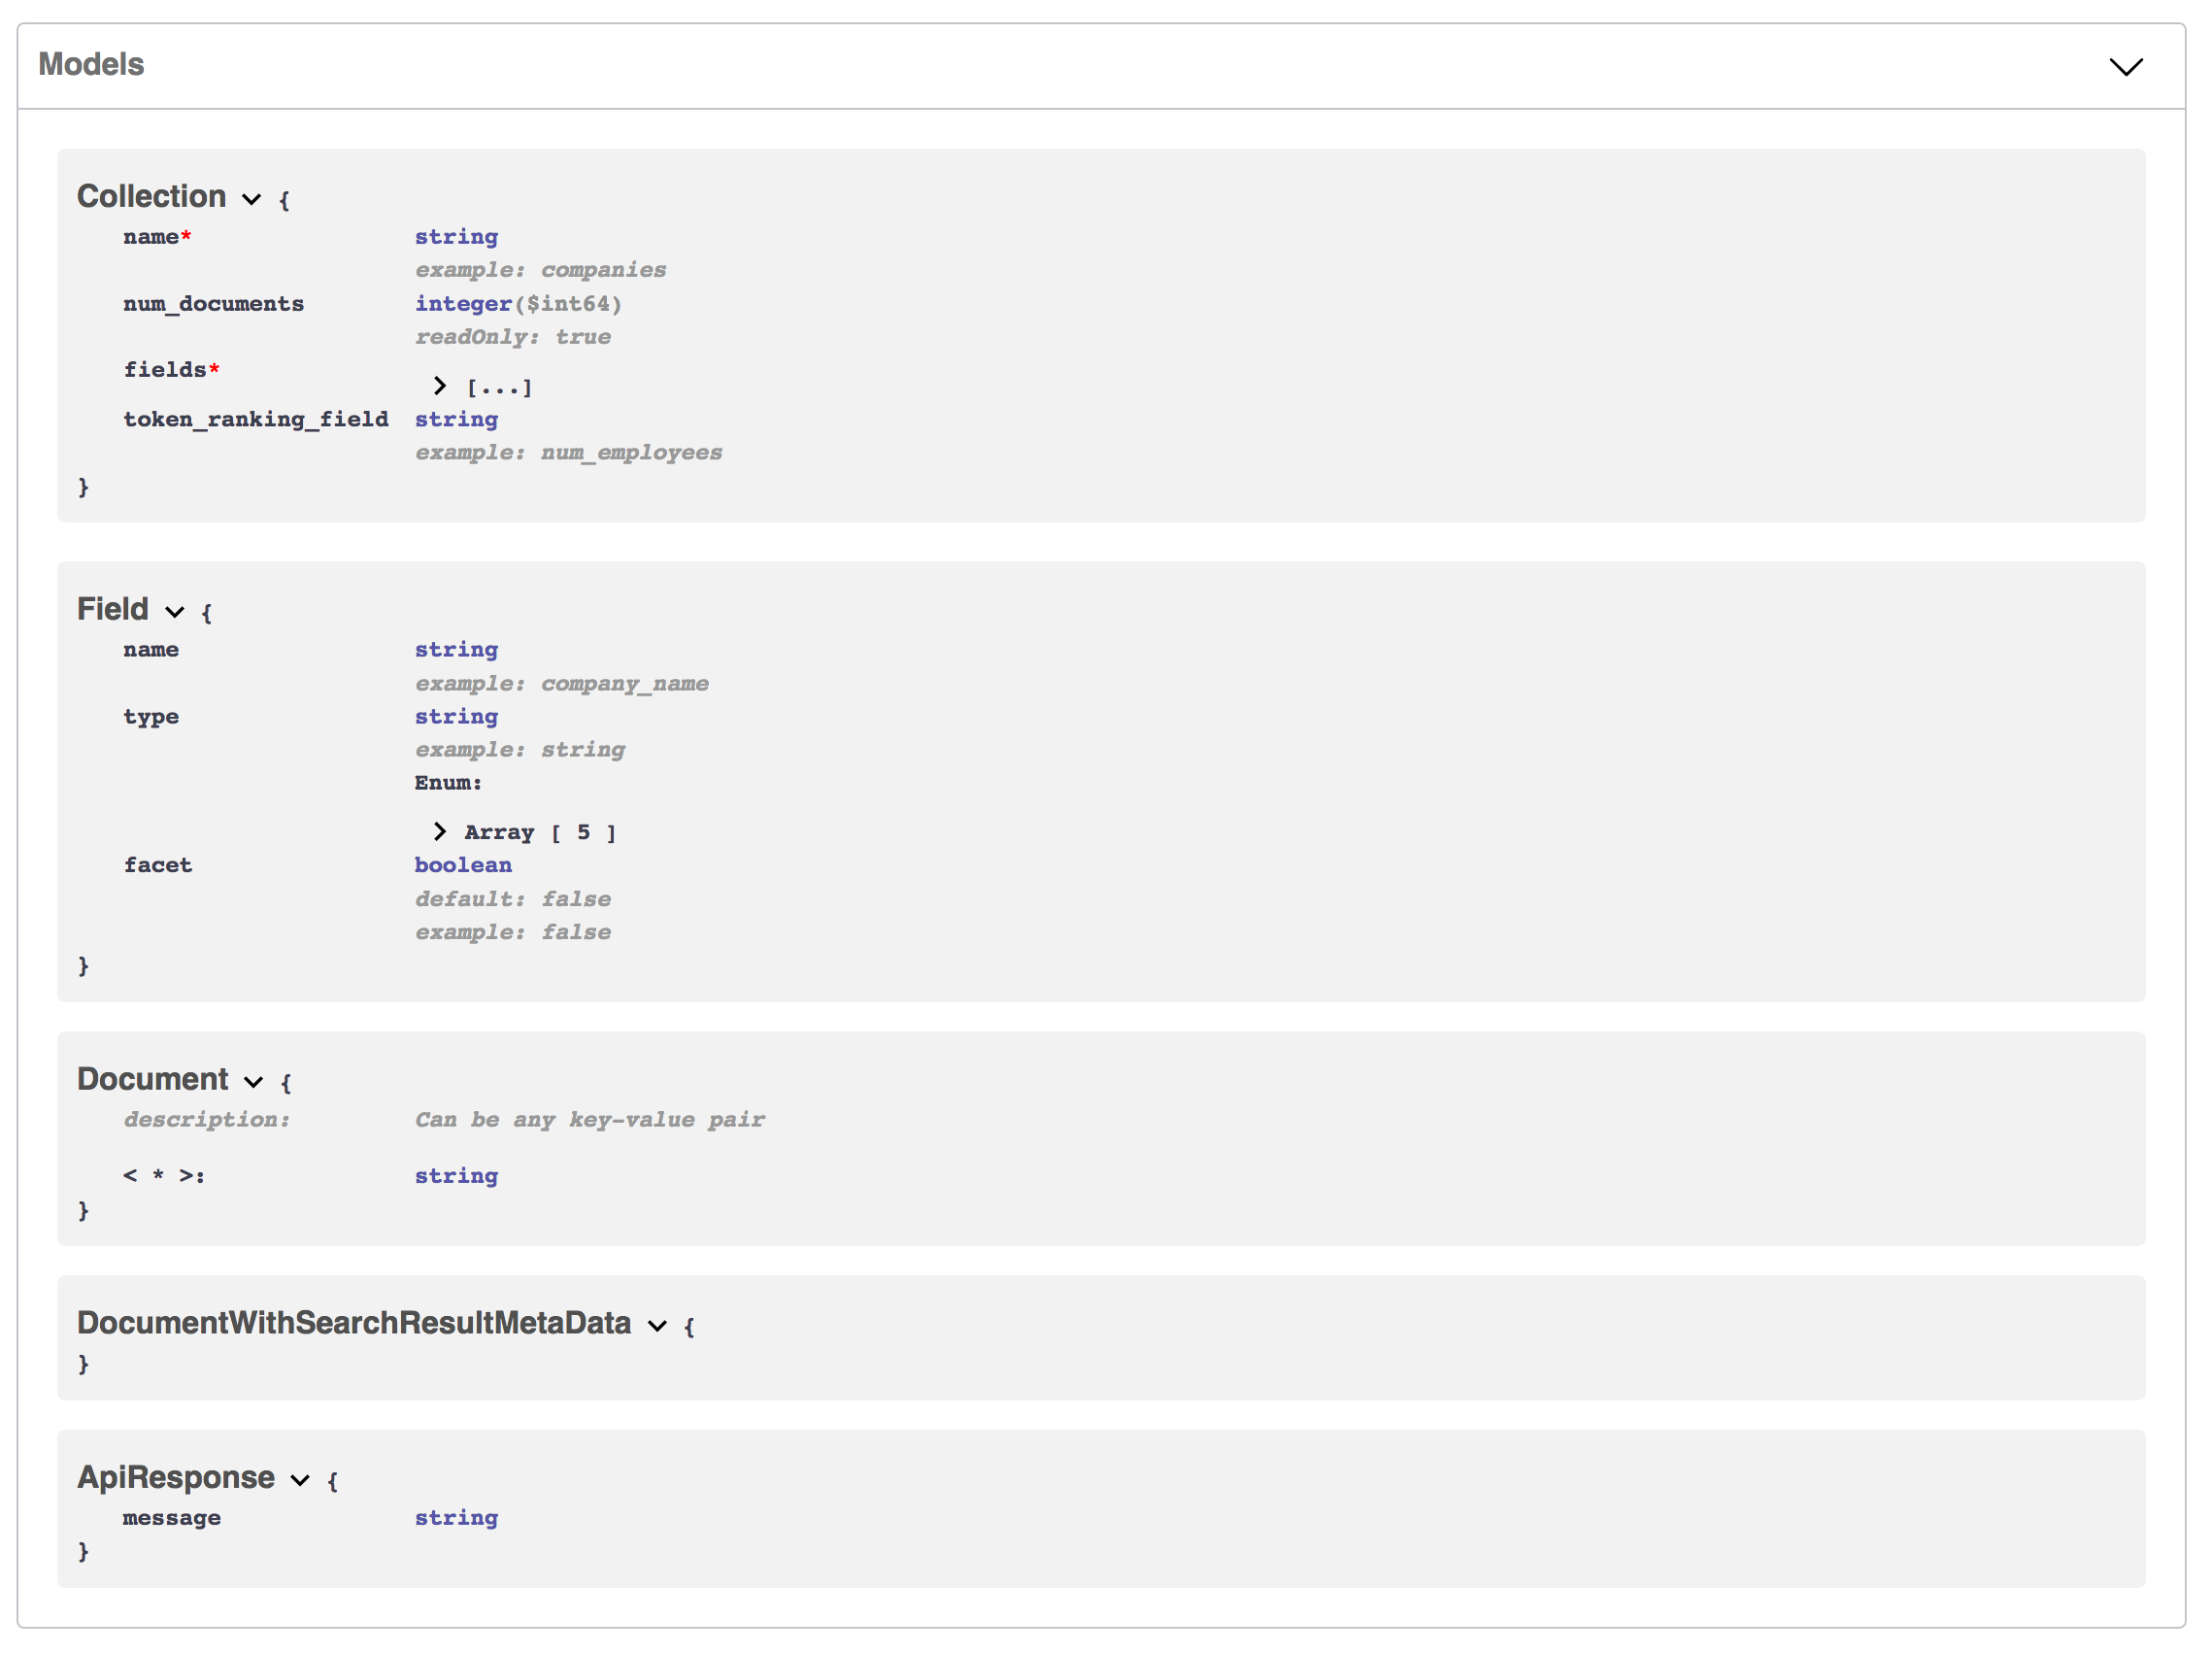 Models
Collection {
name* string
example: companies
num_documents integer($int64)
readOnly: true
fields* [...]
token_ranking_field string
example: num_employees
}
Field {
name string
example: company_name
type string
example: string
Enum:
Array [ 5 ]
facet boolean
default: false
example: false
}
Document {
description: Can be any key-value pair
< * >: string
}
DocumentWithSearchResultMetaData {
}
ApiResponse {
message string
}